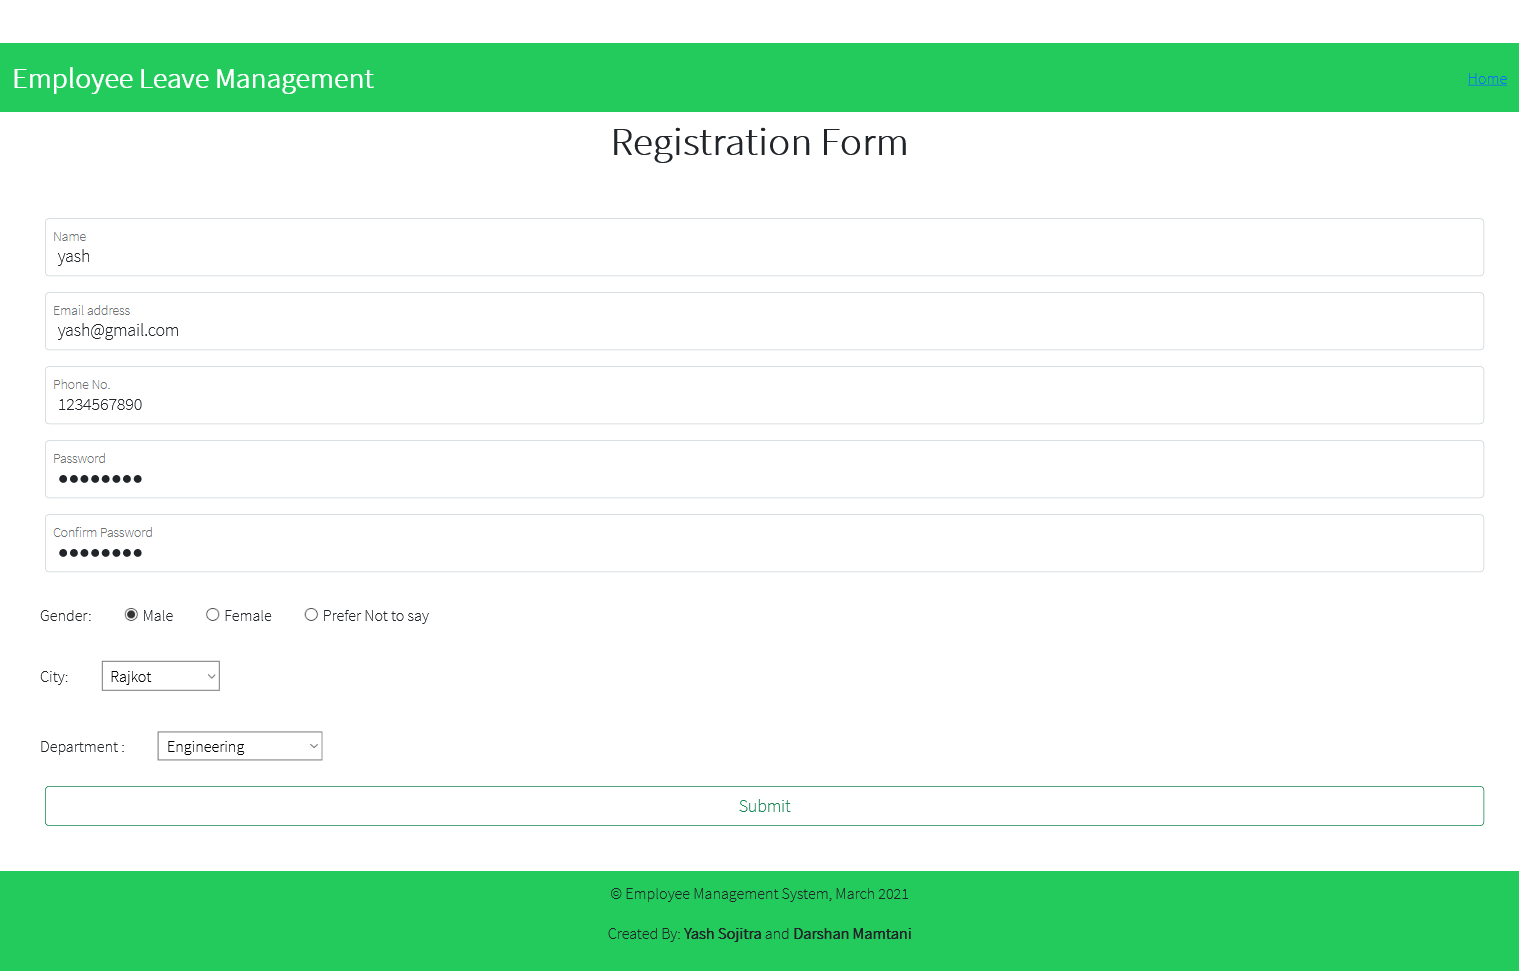 Employee Leave Management
Home
Registration Form
Name
yash
Email address
yash@gmail.com
Phone No.
1234567890
Password
●●●●●●●●
Confirm Password
●●●●●●●●
Gender: Male Female Prefer Not to say
City: Rajkot
Department : Engineering
Submit
© Employee Management System, March 2021
Created By: Yash Sojitra and Darshan Mamtani